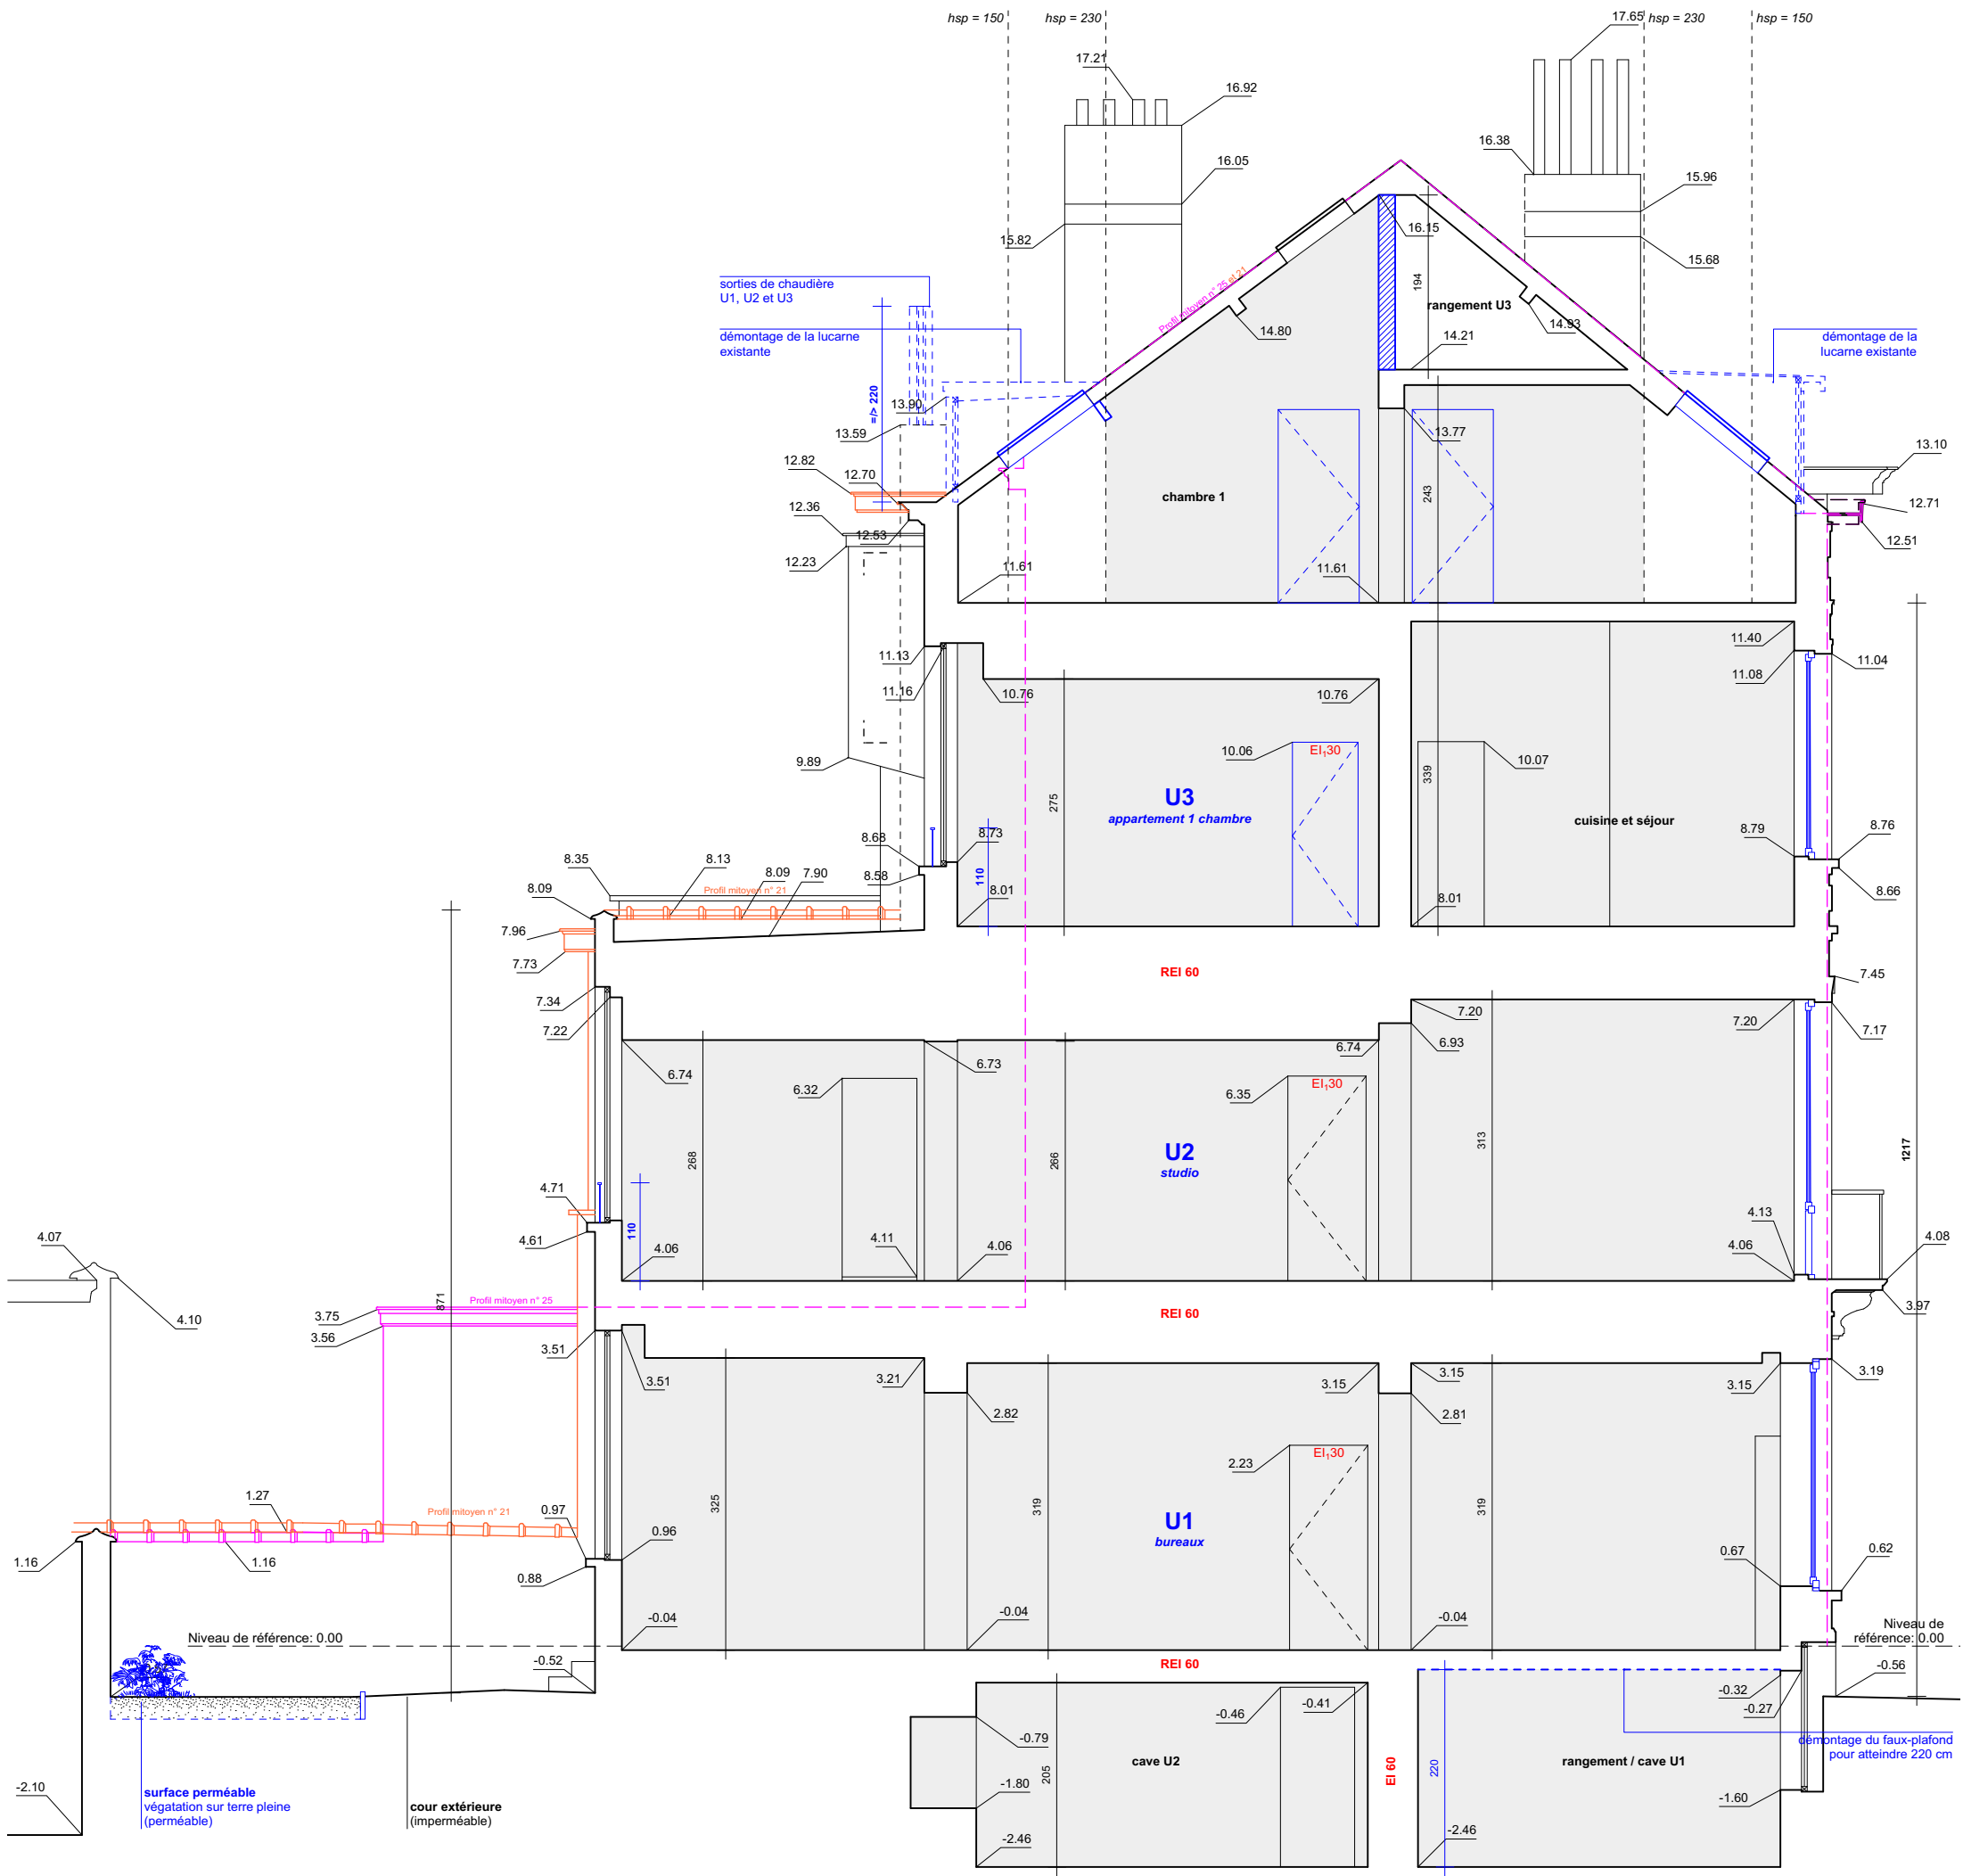 hsp = 150
hsp = 230
17.65
hsp = 230
hsp = 150
17.21
16.92
16.38
16.05
15.96
15.82
16.15
15.68
sorties de chaudière
U1, U2 et U3
194
Profil mitoyen n° 25 et 21
rangement U3
14.80
14.93
démontage de la lucarne
existante
14.21
démontage de la
lucarne existante
=/> 220
13.90
13.59
13.77
13.10
12.82
12.70
chambre 1
243
12.71
12.36
12.53
12.51
12.23
11.61
11.61
11.40
11.13
11.04
11.16
10.76
10.76
11.08
10.06
EI₁30
10.07
9.89
275
339
U3
appartement 1 chambre
cuisine et séjour
8.68
8.73
8.79
8.76
8.35
8.13
8.09
7.90
8.58
110
8.66
8.09
Profil mitoyen n° 21
8.01
8.01
7.96
7.73
REI 60
7.45
7.34
7.22
7.20
7.20
7.17
6.74
6.73
6.74
6.93
6.32
6.35
EI₁30
268
266
313
U2
studio
1217
4.71
4.61
110
4.06
4.11
4.06
4.13
4.06
4.08
4.07
4.10
871
Profil mitoyen n° 25
3.75
3.56
REI 60
3.97
3.51
3.51
3.21
3.15
3.15
3.15
3.19
2.82
2.81
2.23
EI₁30
325
319
319
U1
bureaux
1.27
Profil mitoyen n° 21
0.97
0.96
1.16
1.16
0.88
0.67
0.62
-0.04
-0.04
-0.04
Niveau de référence: 0.00
Niveau de
référence: 0.00
-0.52
REI 60
-0.56
-0.32
-0.27
-0.46
-0.41
-0.79
205
cave U2
EI 60
220
rangement / cave U1
démontage du faux-plafond
pour atteindre 220 cm
-2.10
surface perméable
végatation sur terre pleine
(perméable)
cour extérieure
(imperméable)
-1.80
-1.60
-2.46
-2.46